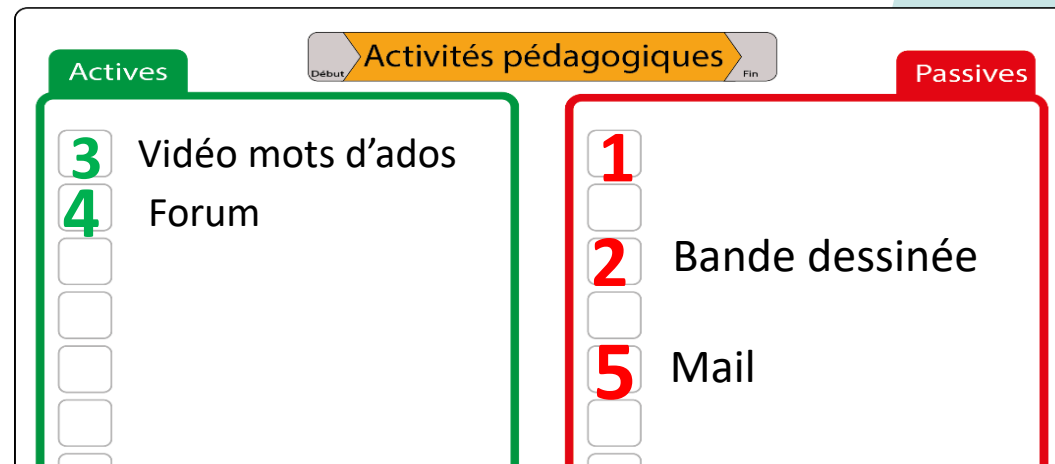 Début Activités pédagogiques Fin
Actives
Passives
3 Vidéo mots d’ados
4 Forum
1
2 Bande dessinée
5 Mail